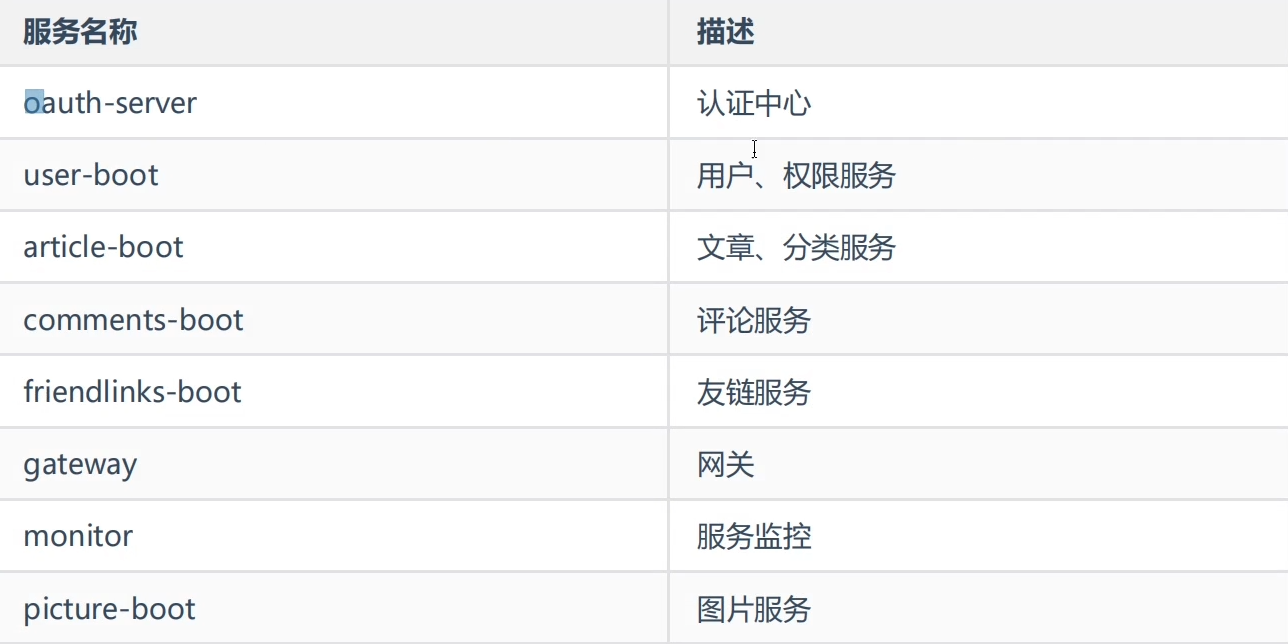 服务名称 描述
oauth-server 认证中心
user-boot 用户、权限服务
article-boot 文章、分类服务
comments-boot 评论服务
friendlinks-boot 友链服务
gateway 网关
monitor 服务监控
picture-boot 图片服务